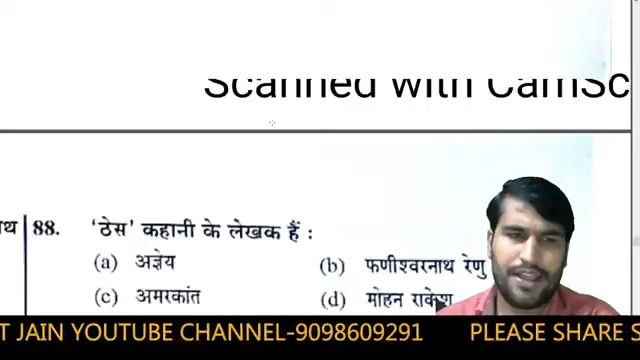 Scanned with CamSc
88. 'ठेस' कहानी के लेखक हैं :
(a) अज्ञेय (b) फणीश्वरनाथ रेणु
(c) अमरकांत (d) मोहन राकेश
T JAIN YOUTUBE CHANNEL-9098609291 PLEASE SHARE S